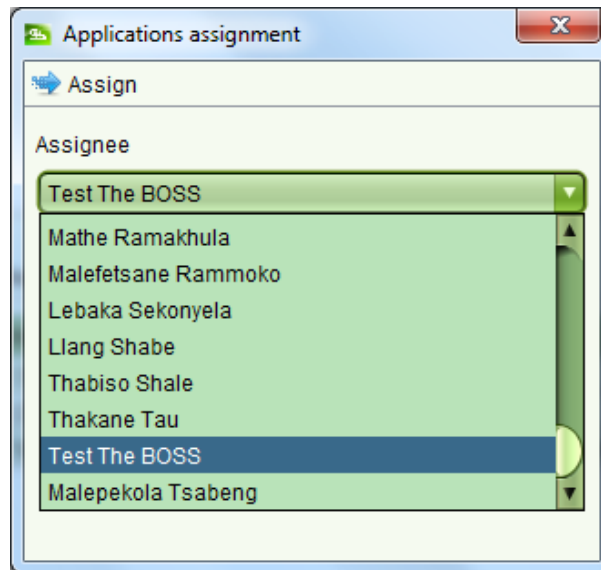 Applications assignment
Assign
Assignee
Test The BOSS
Mathe Ramakhula
Malefetsane Rammoko
Lebaka Sekonyela
Llang Shabe
Thabiso Shale
Thakane Tau
Test The BOSS
Malepekola Tsabeng